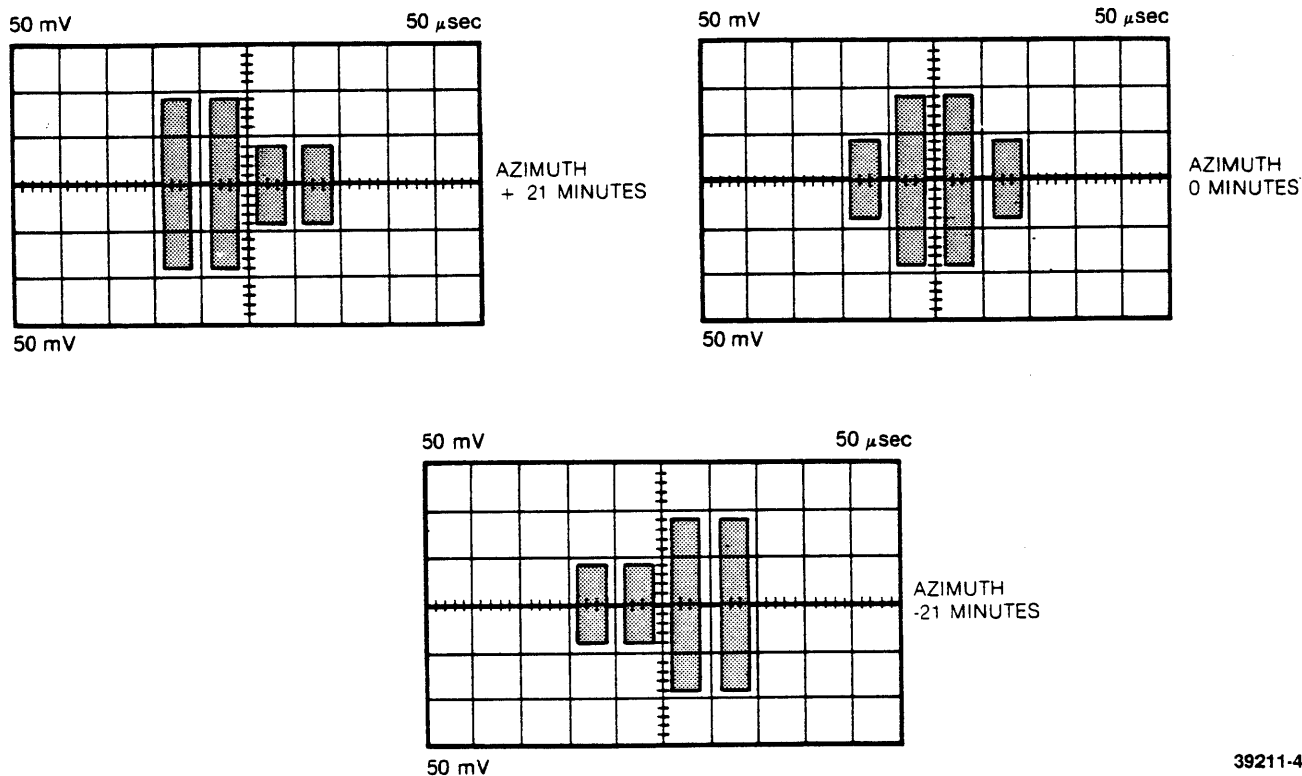 50 mV 50 μsec
AZIMUTH
+ 21 MINUTES
50 mV
50 mV 50 μsec
AZIMUTH
0 MINUTES
50 mV
50 mV 50 μsec
AZIMUTH
-21 MINUTES
50 mV
39211-4